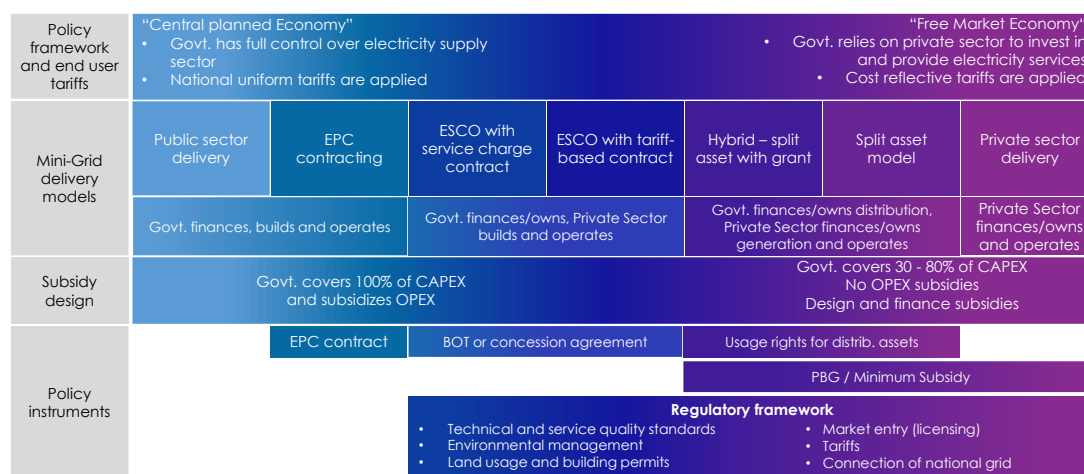 Policy
framework
and end user
tariffs
“Central planned Economy”
• Govt. has full control over electricity supply
sector
• National uniform tariffs are applied
“Free Market Economy“
• Govt. relies on private sector to invest in
and provide electricity services
• Cost reflective tariffs are applied
Mini-Grid
delivery
models
Public sector
delivery
EPC
contracting
ESCO with
service charge
contract
ESCO with tariff-
based contract
Hybrid – split
asset with grant
Split asset
model
Private sector
delivery
Govt. finances, builds and operates
Govt. finances/owns, Private Sector
builds and operates
Govt. finances/owns distribution,
Private Sector finances/owns
generation and operates
Private Sector
finances/owns
and operates
Subsidy
design
Govt. covers 100% of CAPEX
and subsidizes OPEX
Govt. covers 30 - 80% of CAPEX
No OPEX subsidies
Design and finance subsidies
Policy
instruments
EPC contract
BOT or concession agreement
Usage rights for distrib. assets
PBG / Minimum Subsidy
Regulatory framework
• Technical and service quality standards
• Environmental management
• Land usage and building permits
• Market entry (licensing)
• Tariffs
• Connection of national grid